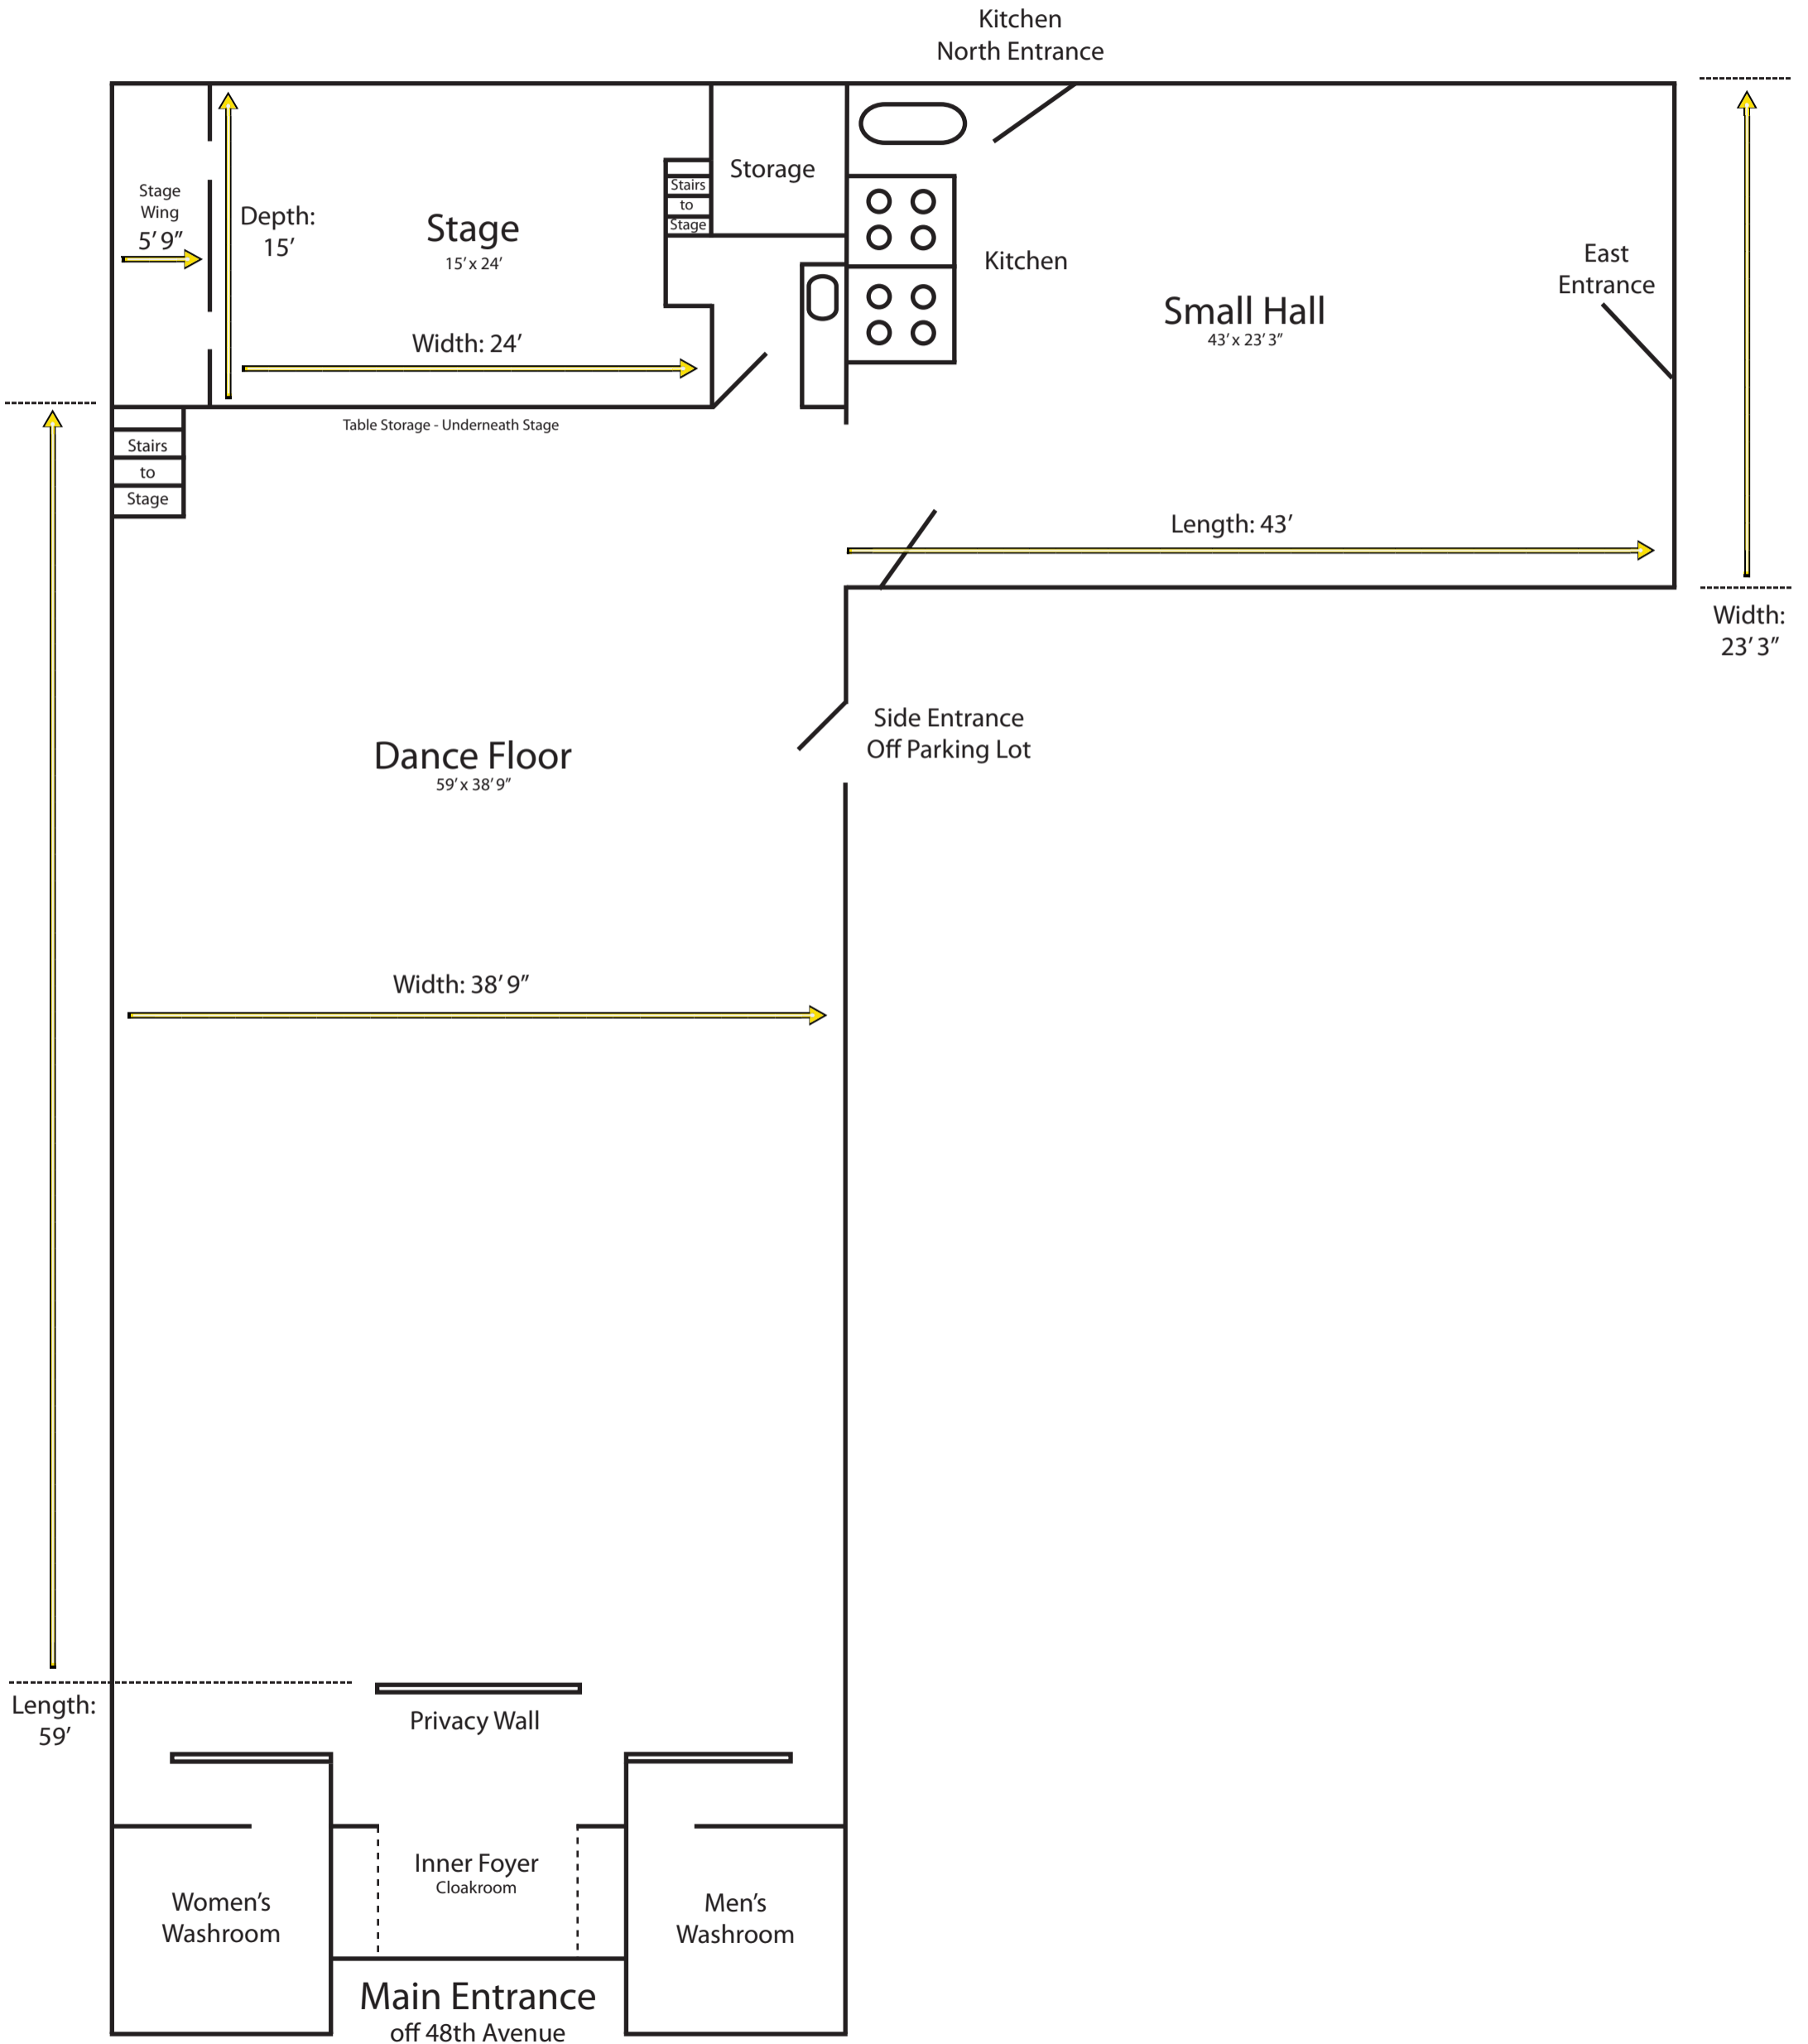 Kitchen
North Entrance
Stage
Wing
5’ 9”
Depth:
15’
Stage
15’ x 24’
Width: 24’
Stairs
to
Stage
Storage
Kitchen
Small Hall
43’ x 23’ 3”
East
Entrance
Length: 43’
Width:
23’ 3”
Table Storage - Underneath Stage
Stairs
to
Stage
Dance Floor
59’ x 38’ 9”
Side Entrance
Off Parking Lot
Width: 38’ 9”
Length:
59’
Privacy Wall
Inner Foyer
Cloakroom
Women’s
Washroom
Men’s
Washroom
Main Entrance
off 48th Avenue